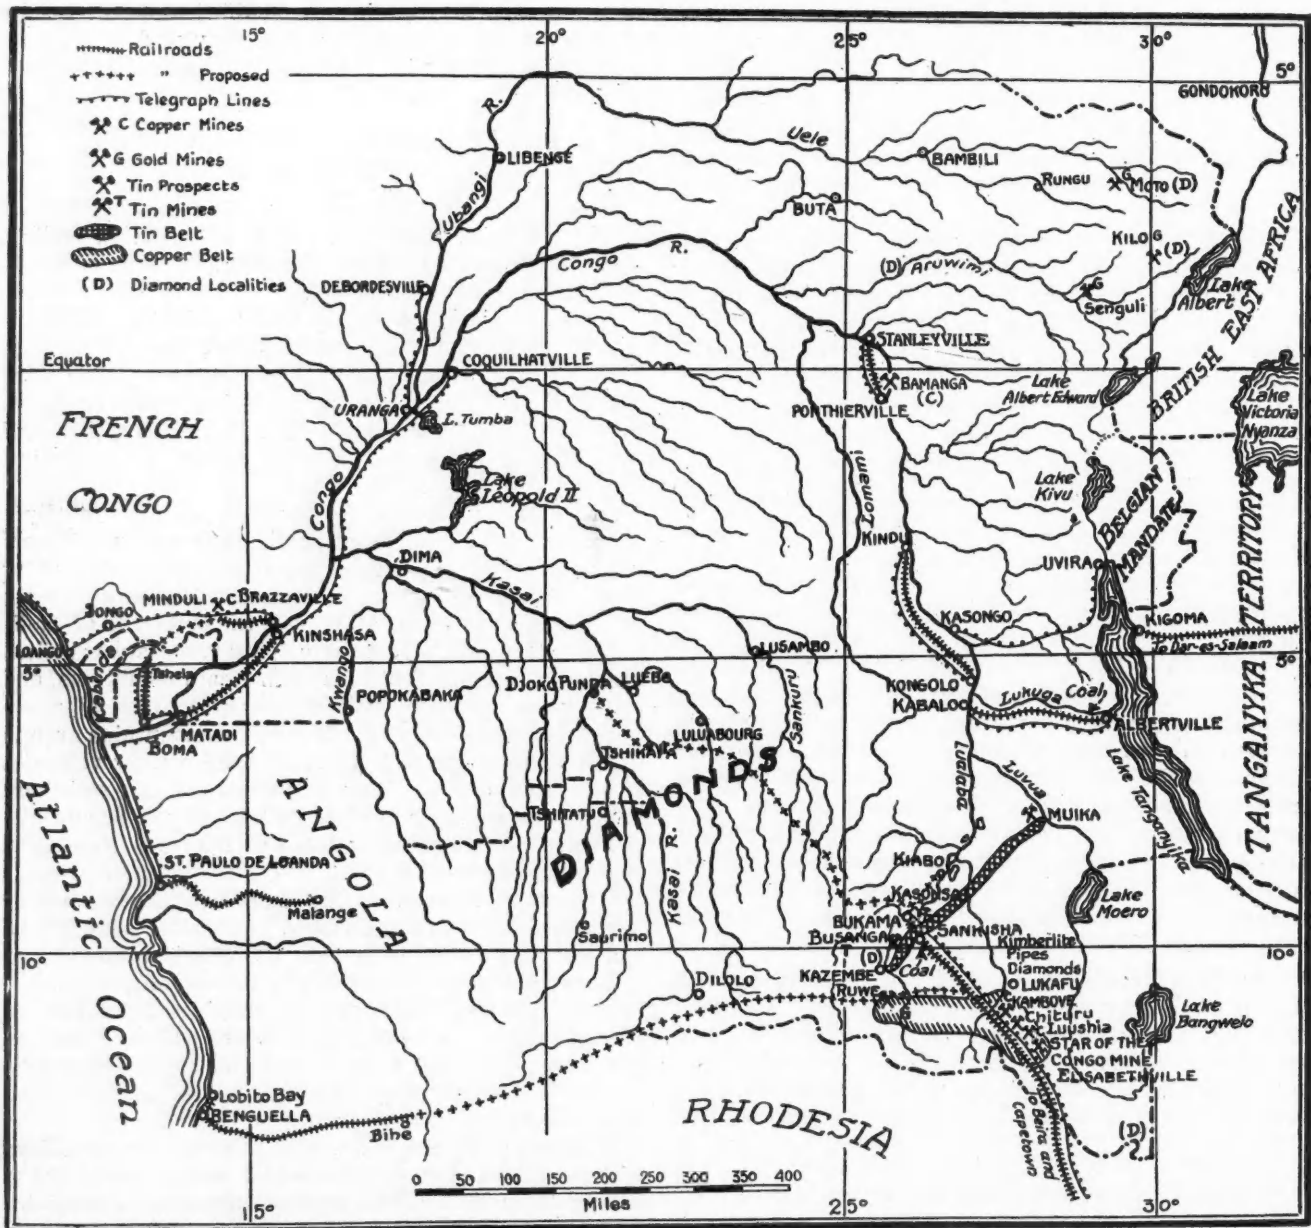 15°
20°
25°
30°
Railroads
" Proposed
Telegraph Lines
C Copper Mines
G Gold Mines
Tin Prospects
T Tin Mines
Tin Belt
Copper Belt
(D) Diamond Localities
5°
GONDOKORO
R.
LIBENGE
Uele
BAMBILI
RUNGU
G MOTO (D)
Ubangi
BUTA
KILO G
(D)
Congo
R.
(D) Aruwimi
G
Senguli
Lake
Albert
DEBORDESVILLE
BRITISH EAST AFRICA
STANLEYVILLE
Equator
COQUILHATVILLE
BAMANGA
(C)
Lake
Albert Edward
Lake
Victoria
Nyanza
URANGA
L. Tumba
PONTHIERVILLE
FRENCH
CONGO
Congo
Lake
Leopold II
Lomami
KINDU
Lake
Kivu
BELGIAN
MANDATE
DIMA
Kasai
UVIRA
MINDULI
C BRAZZAVILLE
SONGO
KINSHASA
KASONGO
KIGOMA
To Dar-es-Salaam
LOANGO
5°
Cabinda
Tshela
Kwango
POPOKABAKA
LUSAMBO
5°
DJOKO PUNDA
LUEBO
Sankuru
KONGOLO
KABALO
Lukuga
Coal
ALBERTVILLE
MATADI
BOMA
LULUABOURG
TSHIKAPA
TANGANYIKA TERRITORY
Lualaba
Luvua
Lake Tanganyika
Atlantic
Ocean
ANGOLA
DIAMONDS
TSHITATU
MUIKA
ST. PAULO DE LOANDA
Malange
Kasai R.
KIABO
KASONSA
Lake
Moero
Saurimo
BUKAMA
BUSANGA
SANKISHA
(D)
Coal
Kimberlite
Pipes
Diamonds
10°
10°
KAZEMBE
RUWE
DILOLO
LUKAFU
KAMBOVE
Chituru
Luushia
STAR OF THE
CONGO MINE
ELISABETHVILLE
Lake
Bangwelo
Lobito Bay
BENGUELLA
Bihe
RHODESIA
To Beira and
Capetown
(D)
0 50 100 150 200 230 300 350 400
Miles
15°
25°
30°